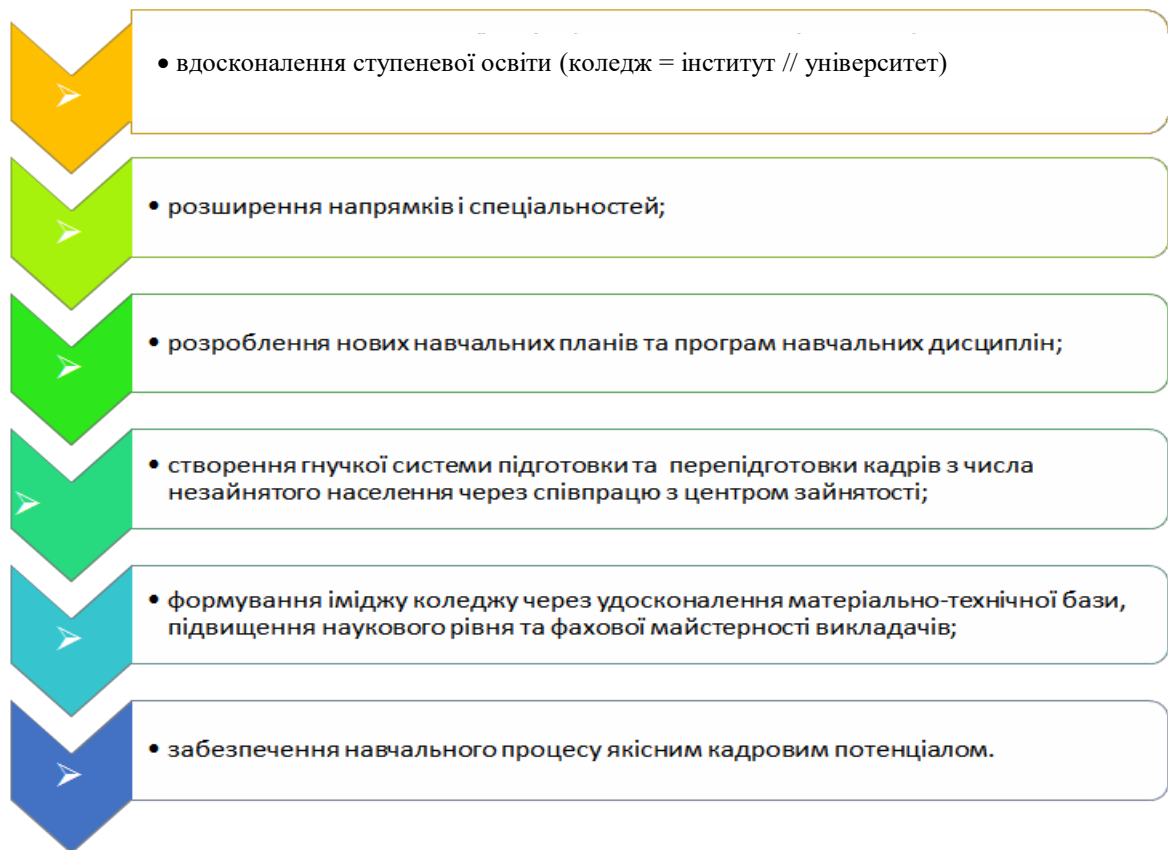 • вдосконалення ступеневої освіти (коледж = інститут // університет)
• розширення напрямків і спеціальностей;
• розроблення нових навчальних планів та програм навчальних дисциплін;
• створення гнучкої системи підготовки та перепідготовки кадрів з числа
незайнятого населення через співпрацю з центром зайнятості;
• формування іміджу коледжу через удосконалення матеріально-технічної бази,
підвищення наукового рівня та фахової майстерності викладачів;
• забезпечення навчального процесу якісним кадровим потенціалом.